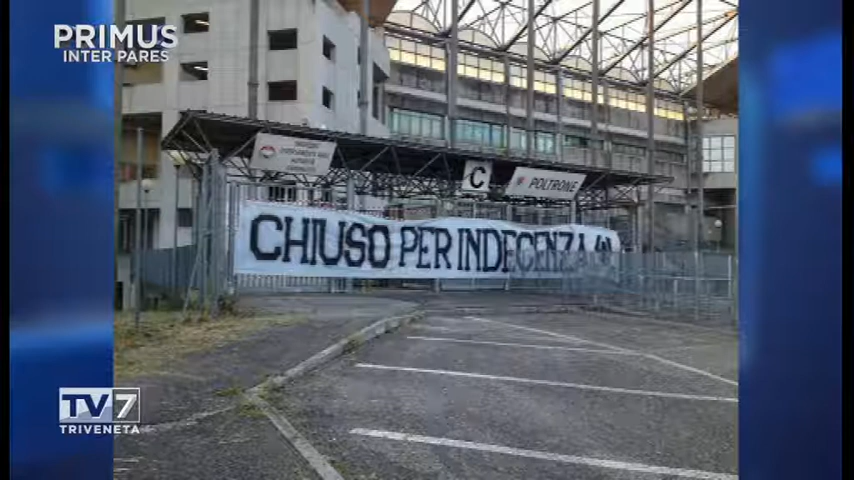 PRIMUS
INTER PARES
C
POLTRONE
CHIUSO PER INDECENZA
TV7
TRIVENETA